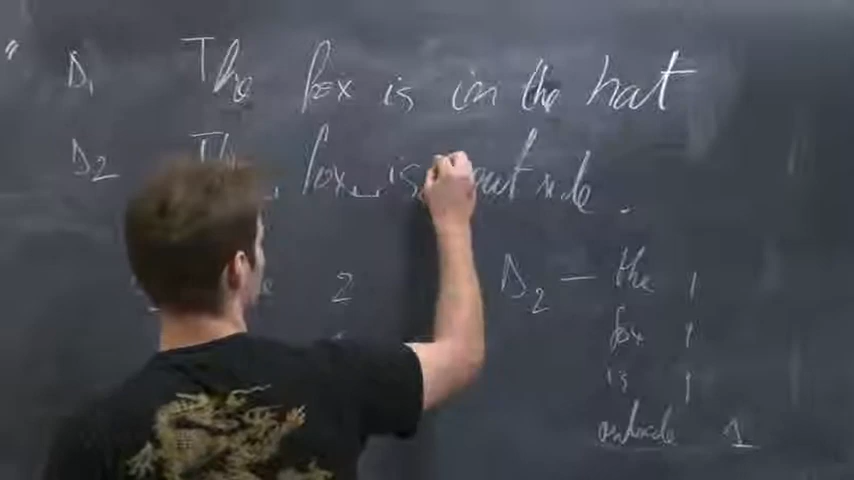 D1 The fox is in the hat
D2 The fox is outside.
2 D2 - the 1
fox 1
is 1
outside 1